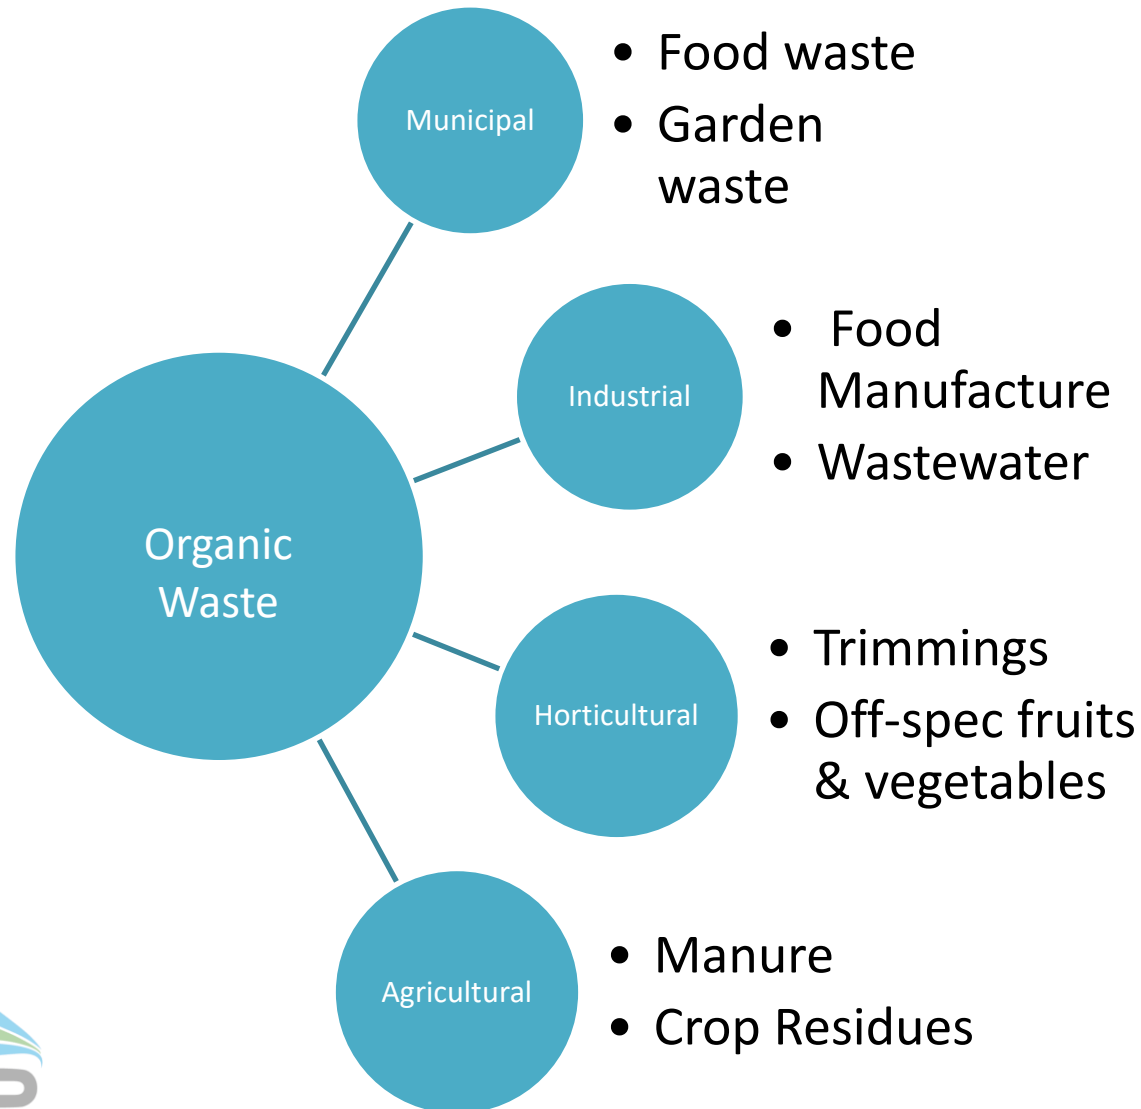 Municipal
• Food waste
• Garden
waste
Industrial
• Food
Manufacture
• Wastewater
Organic
Waste
Horticultural
• Trimmings
• Off-spec fruits
& vegetables
Agricultural
• Manure
• Crop Residues